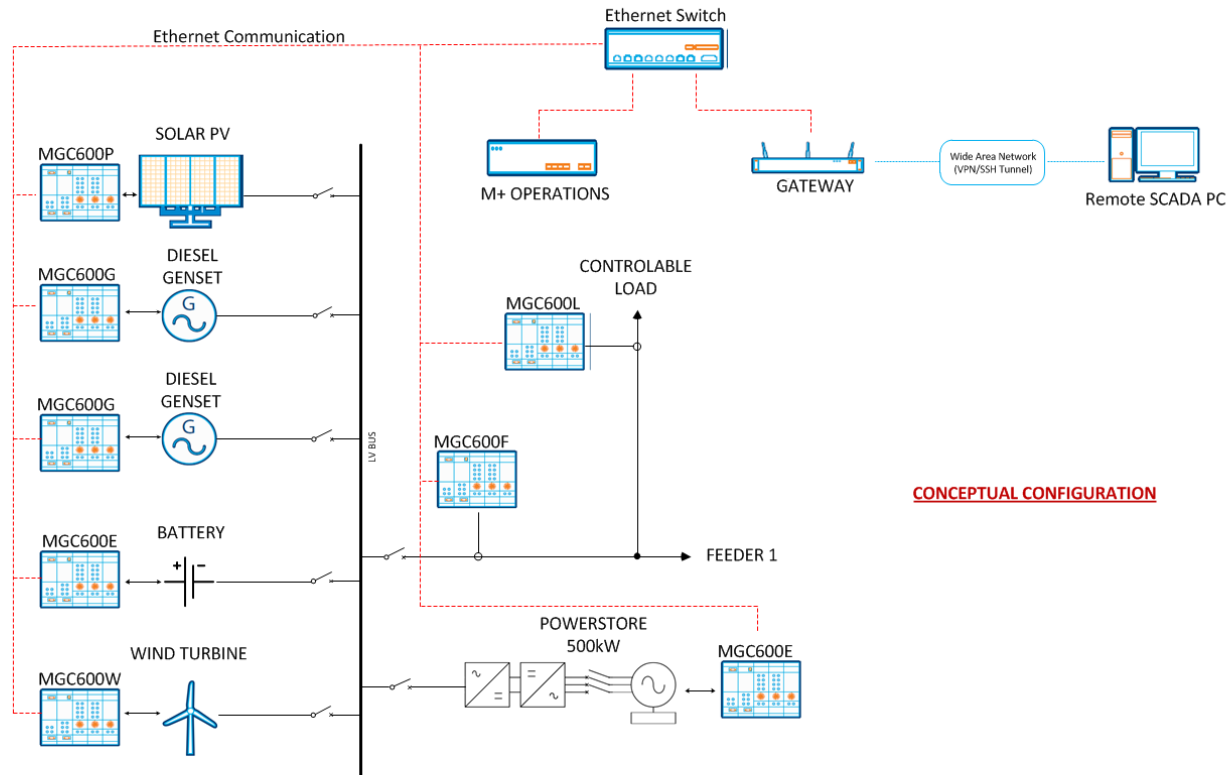 Ethernet Switch
Ethernet Communication
SOLAR PV
MGC600P
M+ OPERATIONS
GATEWAY
Wide Area Network
(VPN/SSH Tunnel)
Remote SCADA PC
DIESEL
GENSET
MGC600G
G
CONTROLABLE
LOAD
MGC600L
DIESEL
GENSET
MGC600G
G
LV BUS
MGC600F
CONCEPTUAL CONFIGURATION
BATTERY
MGC600E
+ -
FEEDER 1
WIND TURBINE
MGC600W
POWERSTORE
500kW
MGC600E